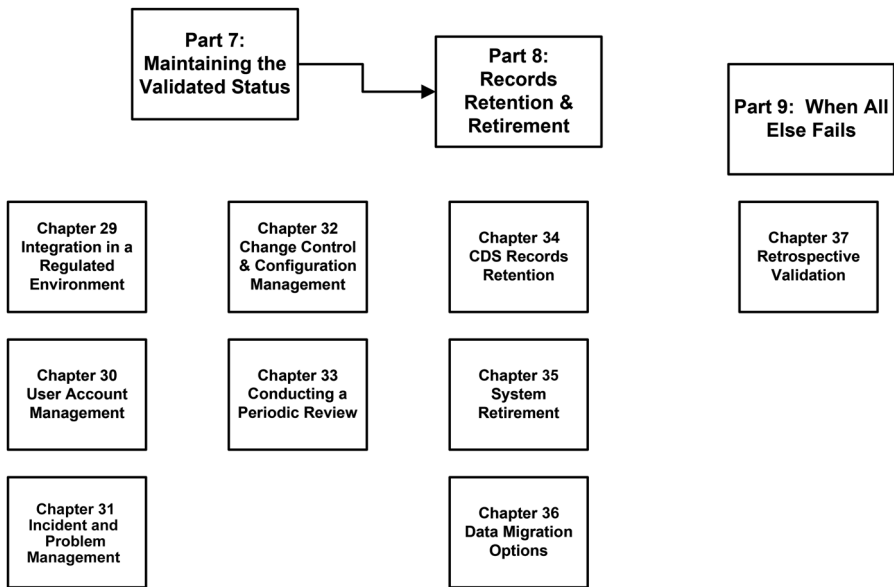 Part 7:
Maintaining the
Validated Status
Part 8:
Records
Retention &
Retirement
Part 9: When All
Else Fails
Chapter 29
Integration in a
Regulated
Environment
Chapter 32
Change Control
& Configuration
Management
Chapter 34
CDS Records
Retention
Chapter 37
Retrospective
Validation
Chapter 30
User Account
Management
Chapter 33
Conducting a
Periodic Review
Chapter 35
System
Retirement
Chapter 31
Incident and
Problem
Management
Chapter 36
Data Migration
Options